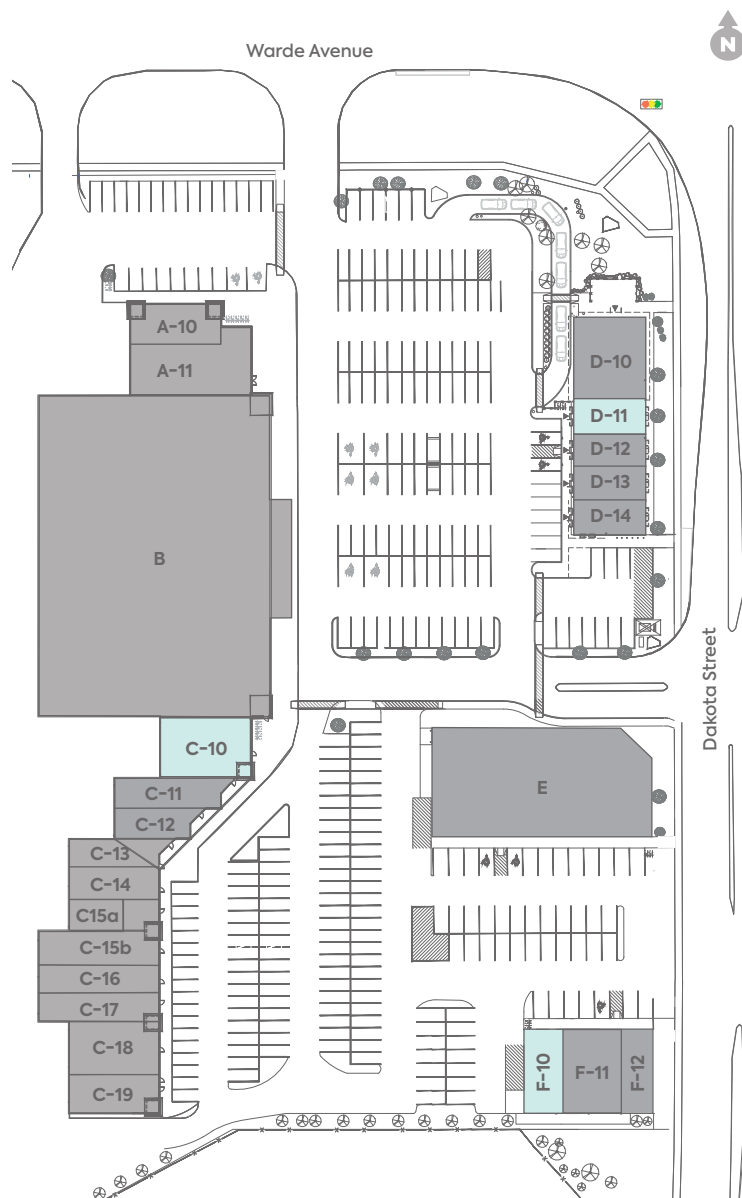 Warde Avenue
N
A-10
A-11
D-10
D-11
D-12
D-13
D-14
B
Dakota Street
C-10
C-11
C-12
C-13
C-14
C15a
C-15b
C-16
C-17
C-18
C-19
E
F-10
F-11
F-12